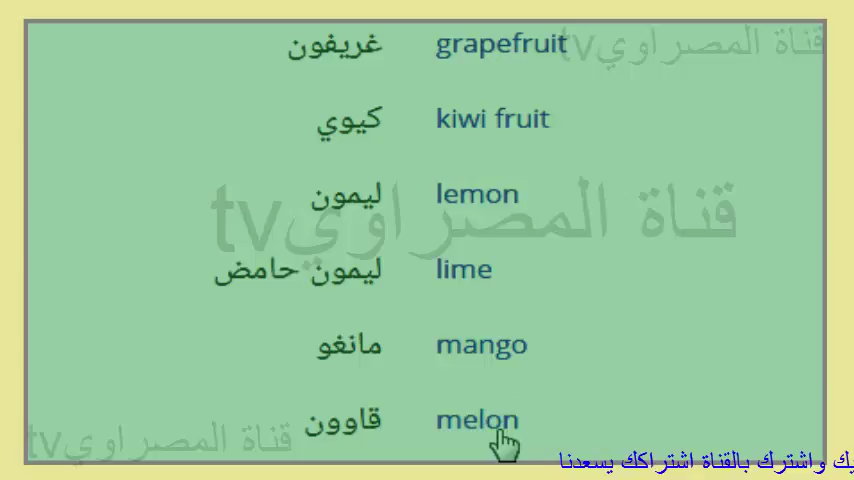 قناة المصراويtv
غريفون grapefruit
كيوي kiwi fruit
ليمون lemon
قناة المصراويtv
ليمون حامض lime
مانغو mango
قاوون melon
قناة المصراويtv
يك واشترك بالقناة اشتراكك يسعدنا